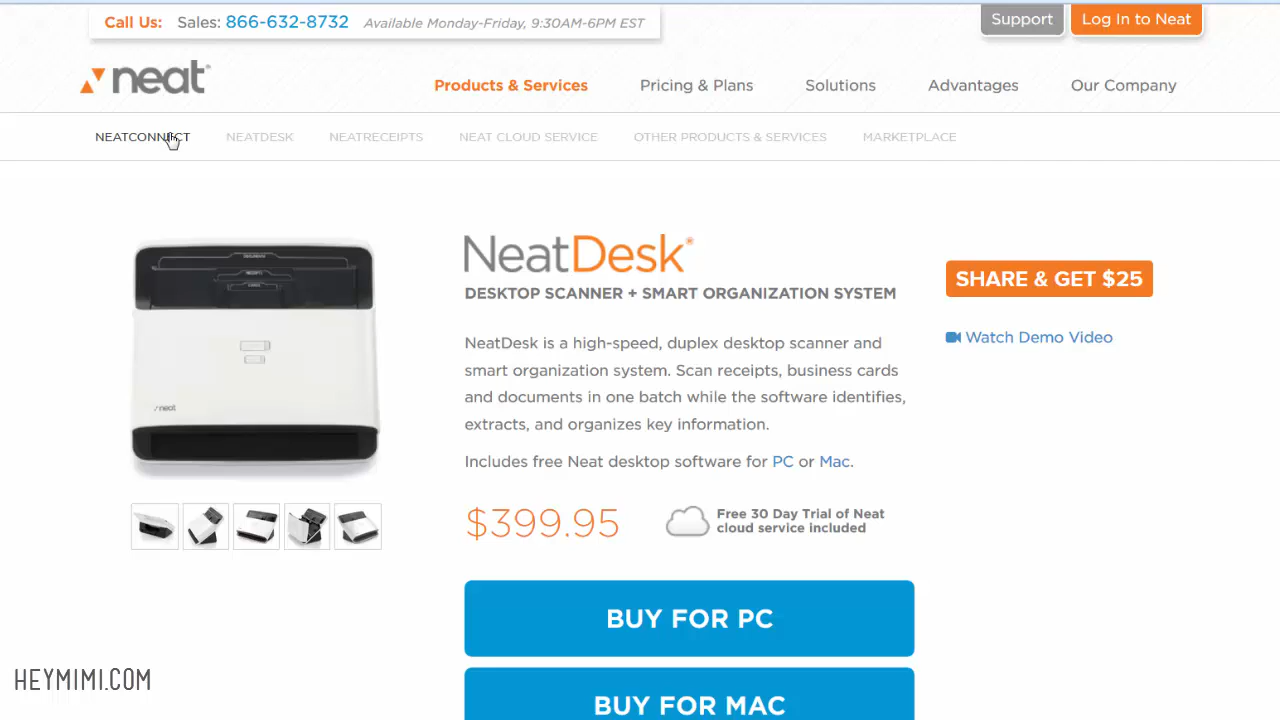 Call Us: Sales: 866-632-8732 Available Monday-Friday, 9:30AM-6PM EST
Support
Log In to Neat
neat®
Products & Services
Pricing & Plans
Solutions
Advantages
Our Company
NEATCONNECT
NEATDESK
NEATRECEIPTS
NEAT CLOUD SERVICE
OTHER PRODUCTS & SERVICES
MARKETPLACE
DOCUMENTS
RECEIPTS
neat
NeatDesk®
DESKTOP SCANNER + SMART ORGANIZATION SYSTEM
NeatDesk is a high-speed, duplex desktop scanner and
smart organization system. Scan receipts, business cards
and documents in one batch while the software identifies,
extracts, and organizes key information.
Includes free Neat desktop software for PC or Mac.
$399.95
Free 30 Day Trial of Neat
cloud service included
BUY FOR PC
BUY FOR MAC
SHARE & GET $25
Watch Demo Video
HEYMIMI.COM